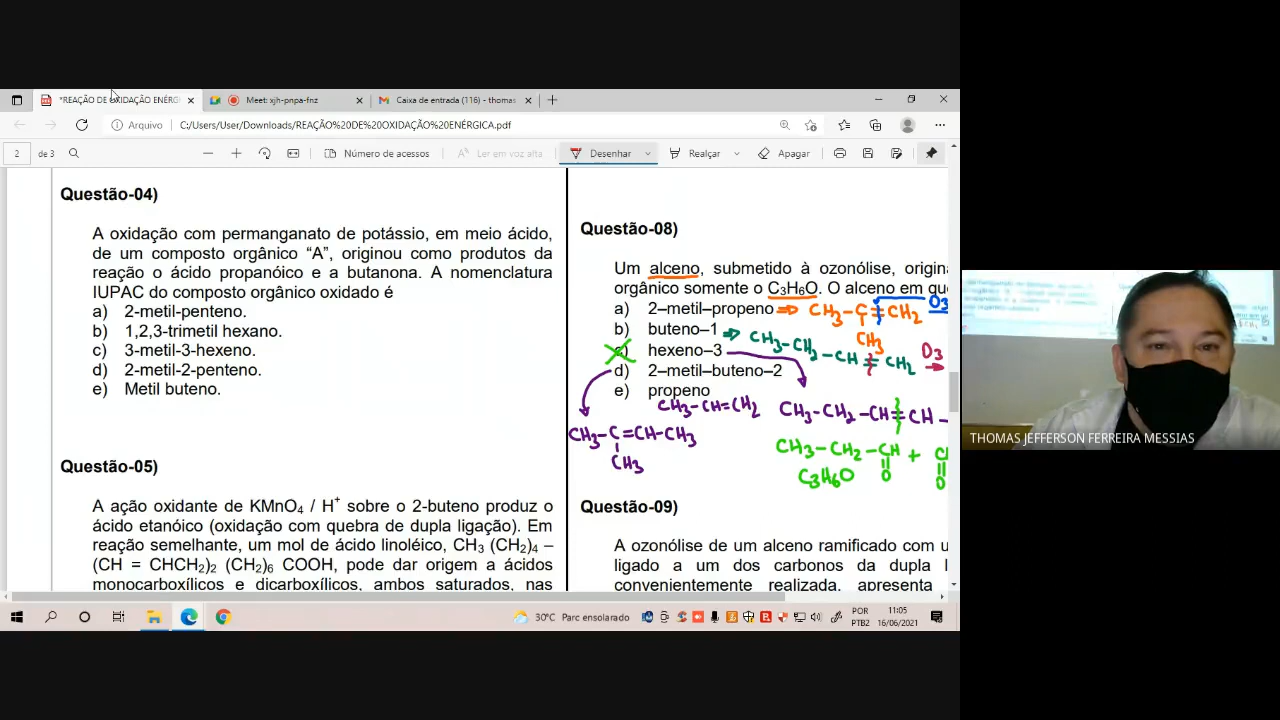 *REAÇÃO DE OXIDAÇÃO ENÉRG
Meet: xjh-pnpa-fnz
Caixa de entrada (116) - thomas
Arquivo
C:/Users/User/Downloads/REAÇÃO%20DE%20OXIDAÇÃO%20ENÉRGICA.pdf
2 de 3
Número de acessos
Ler em voz alta
Desenhar
Realçar
Apagar
Questão-04)
A oxidação com permanganato de potássio, em meio ácido,
de um composto orgânico “A”, originou como produtos da
reação o ácido propanóico e a butanona. A nomenclatura
IUPAC do composto orgânico oxidado é
a) 2-metil-penteno.
b) 1,2,3-trimetil hexano.
c) 3-metil-3-hexeno.
d) 2-metil-2-penteno.
e) Metil buteno.
Questão-05)
A ação oxidante de KMnO4 / H+ sobre o 2-buteno produz o
ácido etanóico (oxidação com quebra de dupla ligação). Em
reação semelhante, um mol de ácido linoléico, CH3 (CH2)4 –
(CH = CHCH2)2 (CH2)6 COOH, pode dar origem a ácidos
monocarboxílicos e dicarboxílicos, ambos saturados, nas
Questão-08)
Um alceno, submetido à ozonólise, origin
orgânico somente o C3H6O. O alceno em qu
a) 2–metil–propeno ⇒ CH3-C=CH2 O3
CH3
b) buteno–1 ⇒ CH3-CH2-CH=CH2 O3 →
c) hexeno–3
d) 2–metil–buteno–2
e) propeno
CH3-CH=CH2
CH3-CH2-CH=CH-
CH3-C=CH-CH3
CH3
CH3-CH2-CH + C
O O
C3H6O
Questão-09)
A ozonólise de um alceno ramificado com u
ligado a um dos carbonos da dupla l
convenientemente realizada, apresenta
THOMAS JEFFERSON FERREIRA MESSIAS
30°C Parc ensolarado
POR
PTB2
11:05
16/06/2021